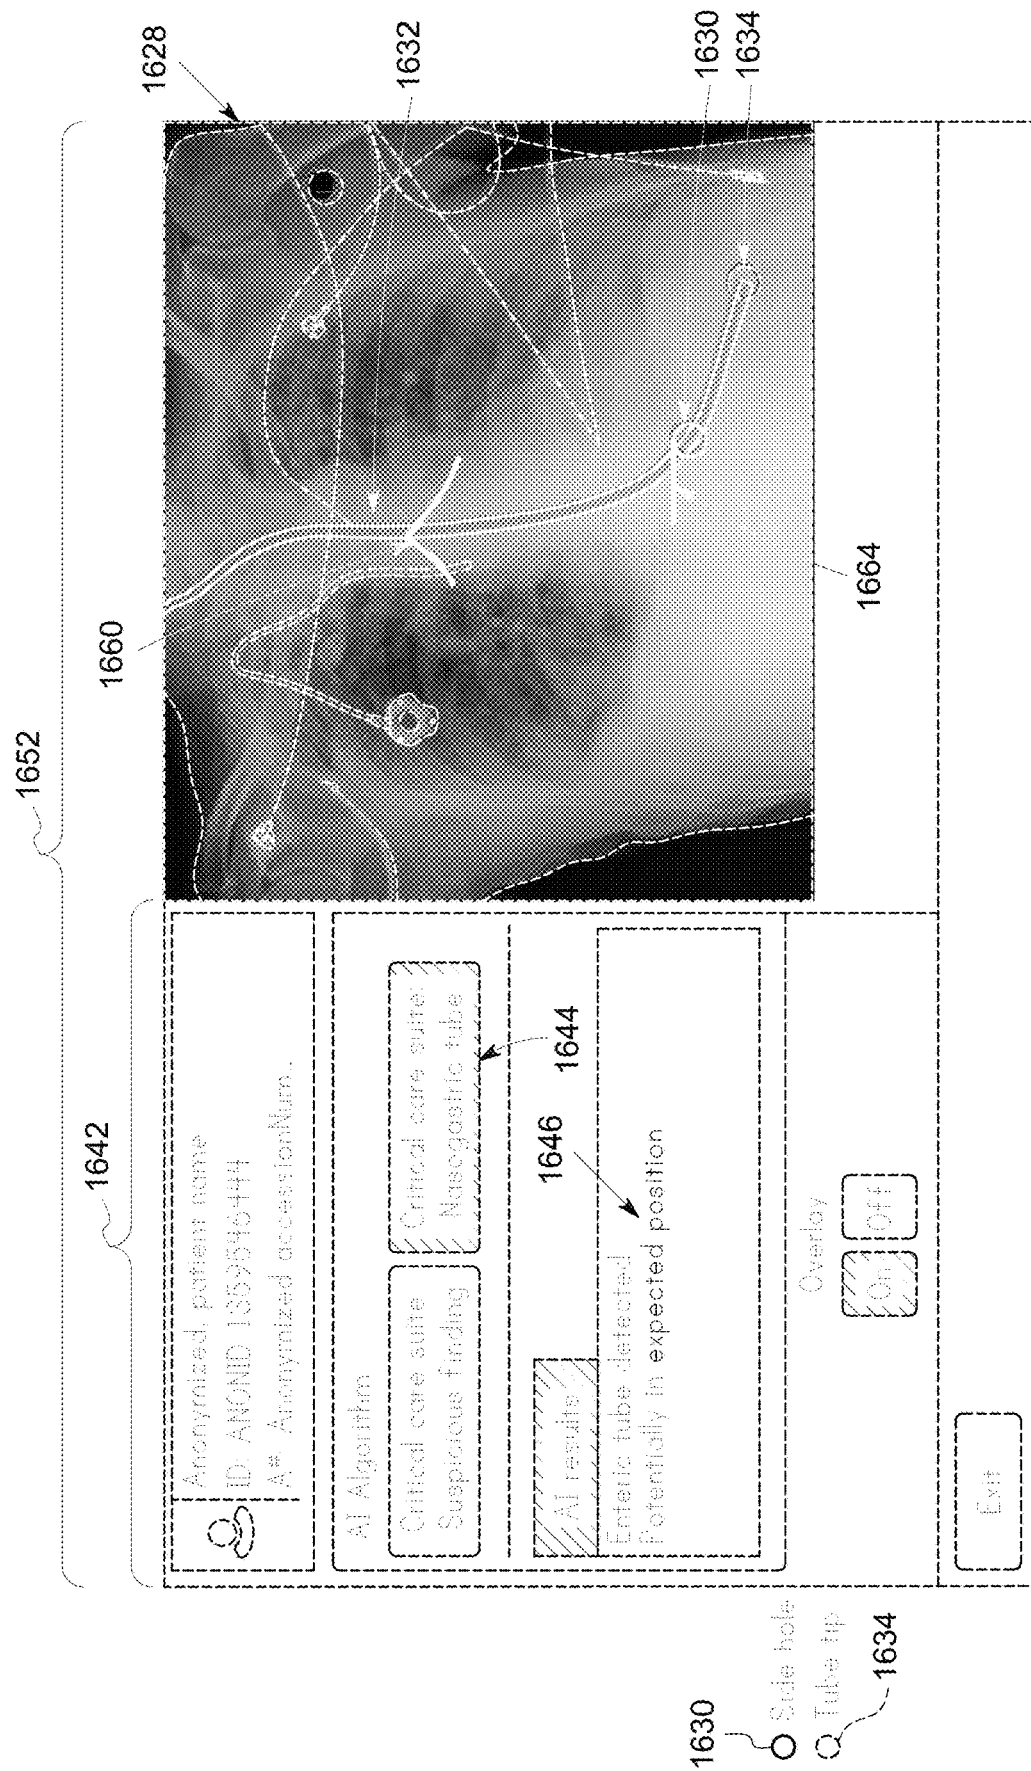 1652
1642
1660
1628
1632
1630
1634
1664
Anonymized, patient name
ID: ANONID 1359546444
A#: Anonymized accessionNum..
AI Algorithm
Critical care suite
Suspicious finding
Critical care suite:
Nasogastric tube
1644
AI results
1646
Enteric tube detected
Potentially in expected position
Overlay
On
Off
Exit
1630
Side hole
Tube tip
1634